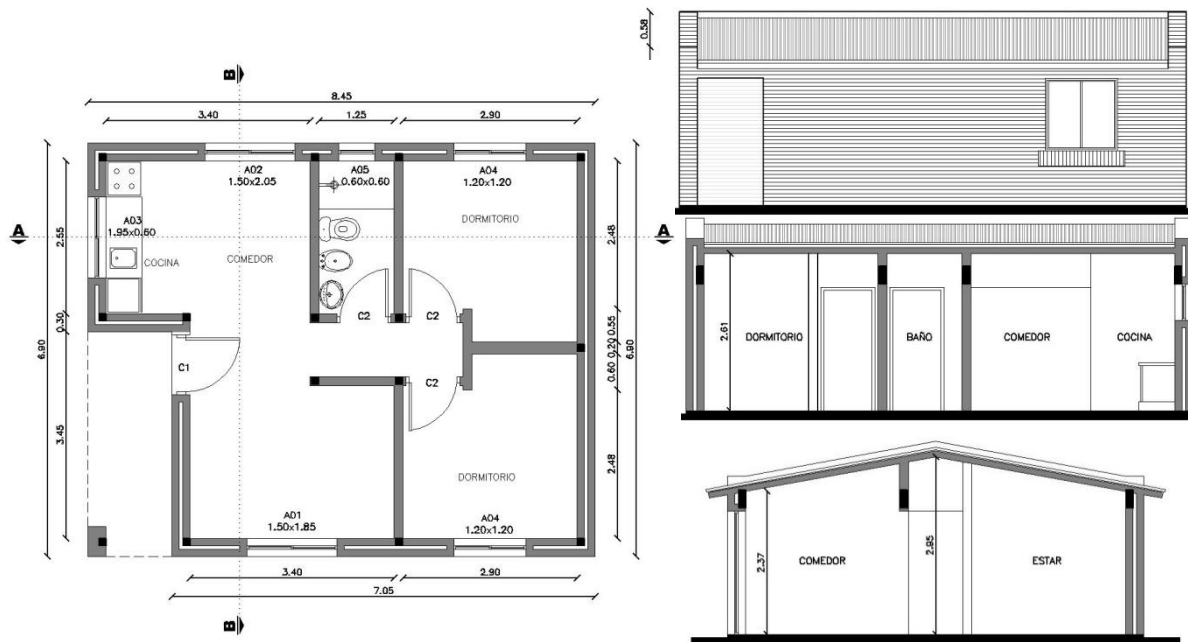 B
8.45
3.40
1.25
2.90
A02
1.50x2.05
A05
0.60x0.60
A04
1.20x1.20
A03
1.95x0.60
DORMITORIO
A
A
COCINA
COMEDOR
2.55
2.48
0.30
6.90
C2
C2
0.55
0.20
0.60
6.90
C1
C2
3.45
2.48
DORMITORIO
A01
1.50x1.85
A04
1.20x1.20
3.40
2.90
7.05
B
0.58
2.61
DORMITORIO
BAÑO
COMEDOR
COCINA
2.37
COMEDOR
2.95
ESTAR